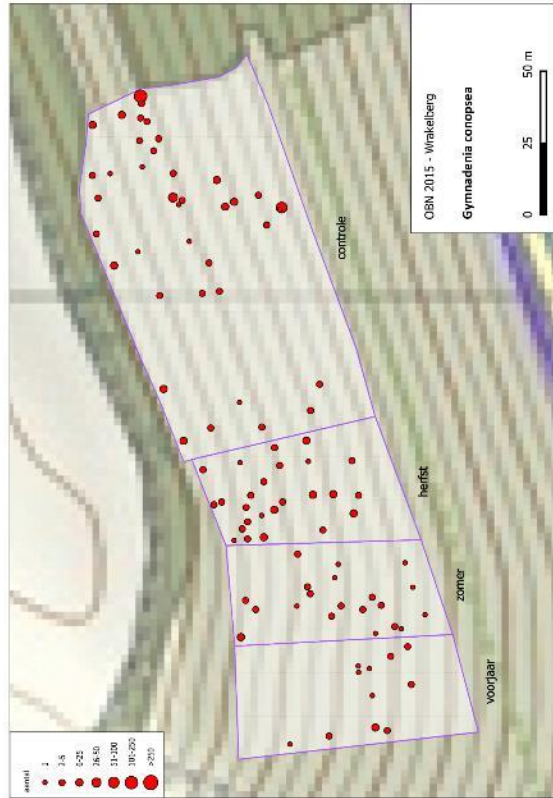 aantal
1
2-5
6-25
26-50
51-100
101-250
>250
voorjaar
zomer
herfst
controle
OBN 2015 - Wrakelberg
Gymnadenia conopsea
0 25 50 m